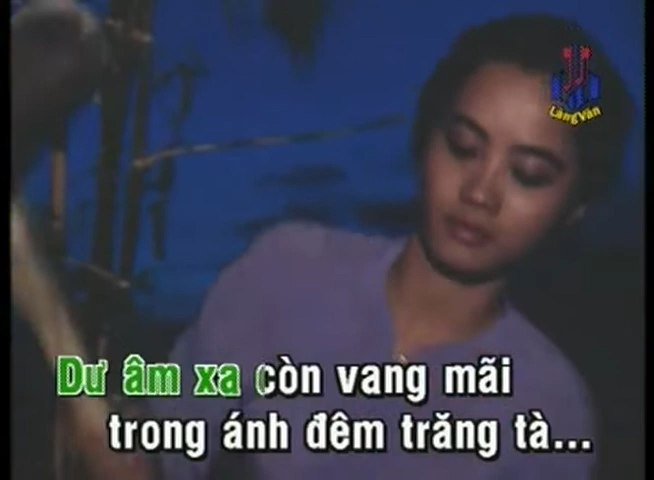 Làng Văn
Dư âm xa còn vang mãi
trong ánh đêm trăng tà...